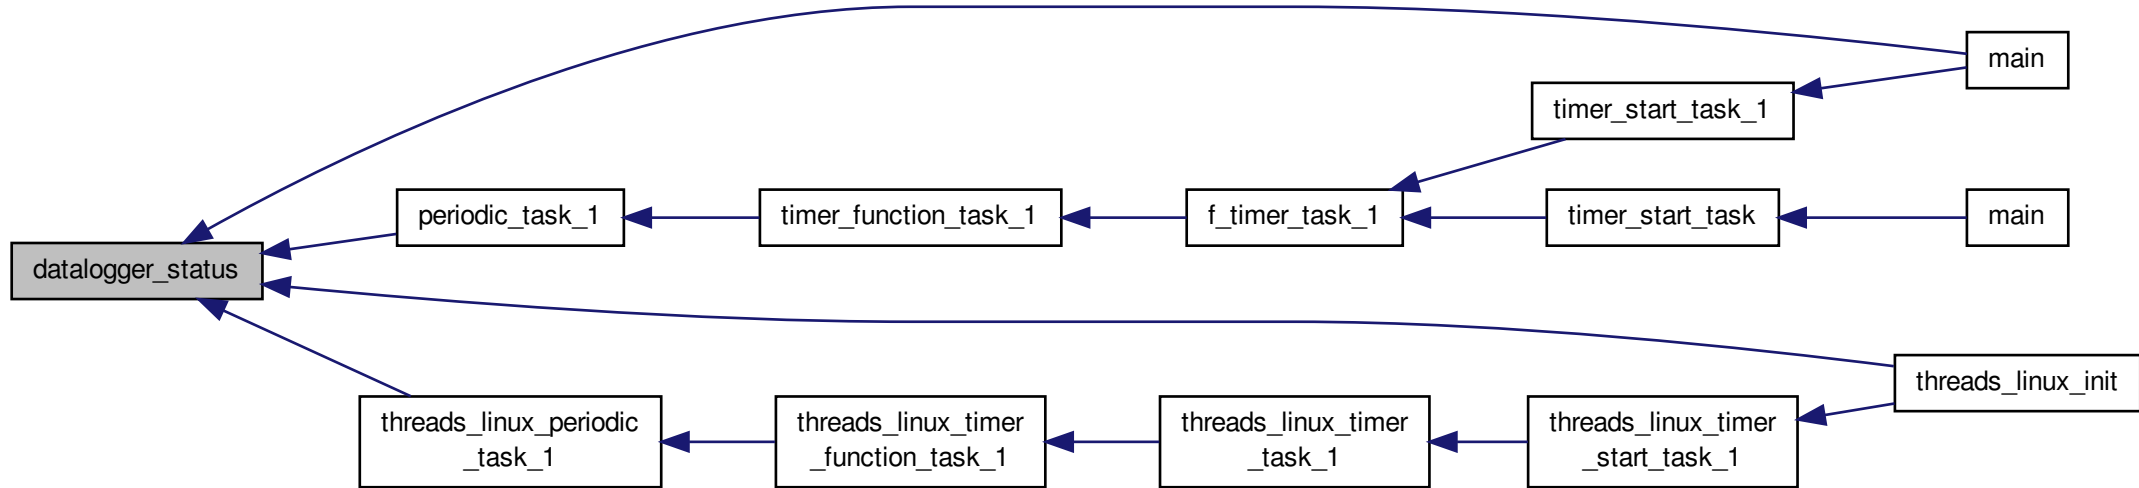 main
timer_start_task_1
periodic_task_1
timer_function_task_1
f_timer_task_1
timer_start_task
main
datalogger_status
threads_linux_init
threads_linux_periodic
_task_1
threads_linux_timer
_function_task_1
threads_linux_timer
_task_1
threads_linux_timer
_start_task_1